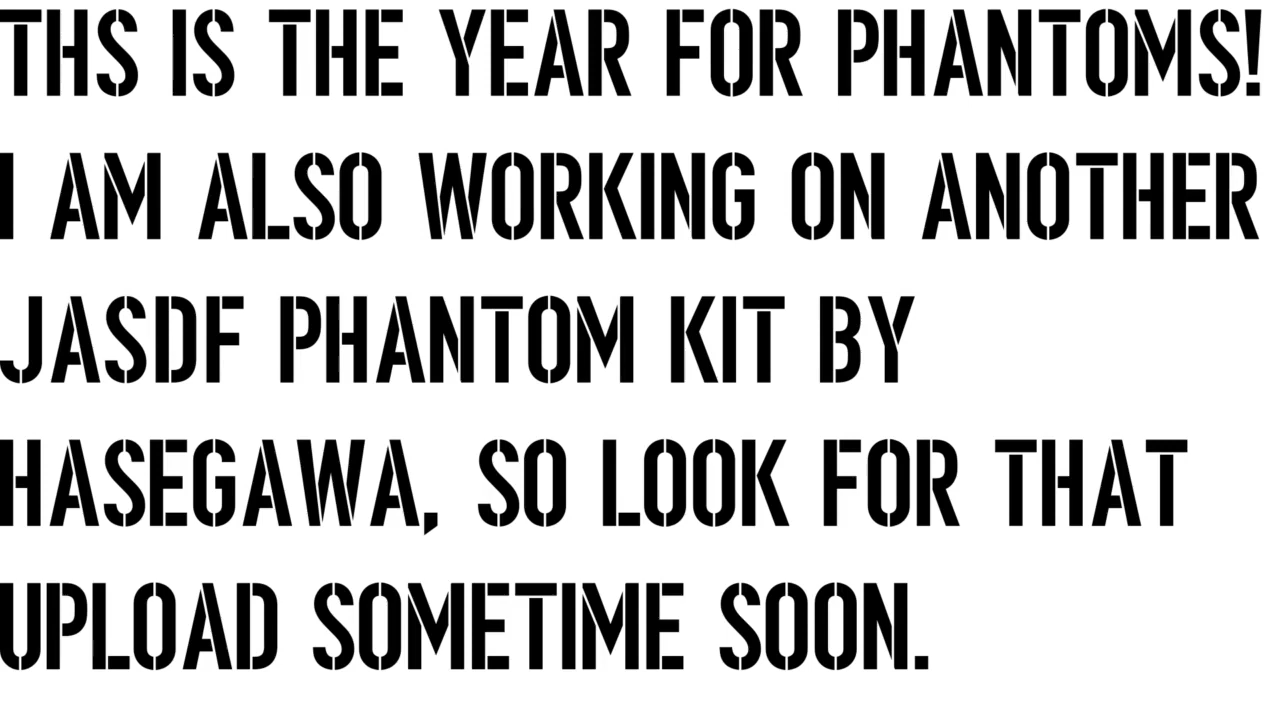 THS IS THE YEAR FOR PHANTOMS!
I AM ALSO WORKING ON ANOTHER
JASDF PHANTOM KIT BY
HASEGAWA, SO LOOK FOR THAT
UPLOAD SOMETIME SOON.